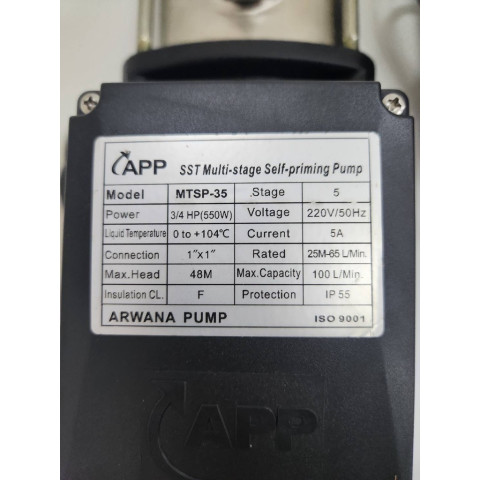 APP SST Multi-stage Self-priming Pump
Model MTSP-35 .Stage 5
Power 3/4 HP(550W) Voltage 220V/50Hz
Liquid Temperature 0 to +104℃ Current 5A
Connection 1"x1" Rated 25M-65 L/Min.
Max.Head 48M Max.Capacity 100 L/Min.
Insulation CL. F Protection IP 55
ARWANA PUMP ISO 9001
APP